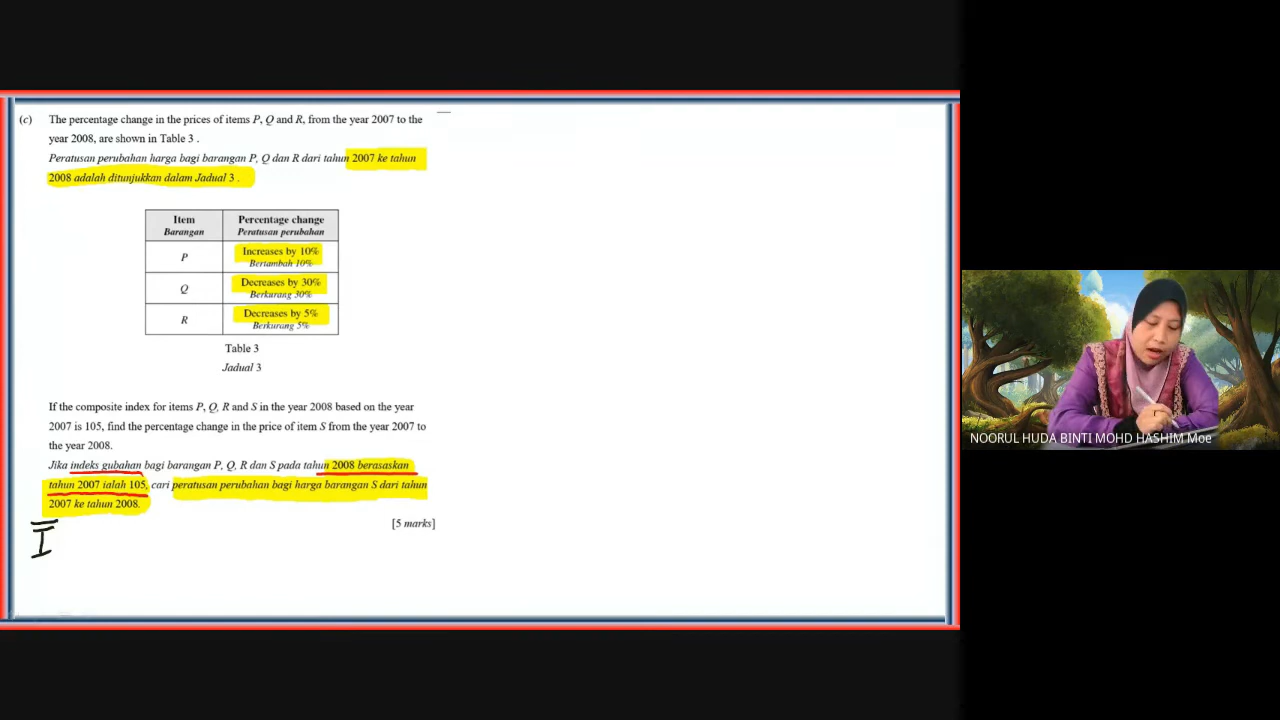 (c) The percentage change in the prices of items P, Q and R, from the year 2007 to the
year 2008, are shown in Table 3 .
Peratusan perubahan harga bagi barangan P, Q dan R dari tahun 2007 ke tahun
2008 adalah ditunjukkan dalam Jadual 3 .
Item Percentage change
Barangan Peratusan perubahan
P Increases by 10%
Bertambah 10%
Q Decreases by 30%
Berkurang 30%
R Decreases by 5%
Berkurang 5%
Table 3
Jadual 3
If the composite index for items P, Q, R and S in the year 2008 based on the year
2007 is 105, find the percentage change in the price of item S from the year 2007 to
the year 2008.
Jika indeks gubahan bagi barangan P, Q, R dan S pada tahun 2008 berasaskan
tahun 2007 ialah 105, cari peratusan perubahan bagi harga barangan S dari tahun
2007 ke tahun 2008.
[5 marks]
I
NOORUL HUDA BINTI MOHD HASHIM Moe